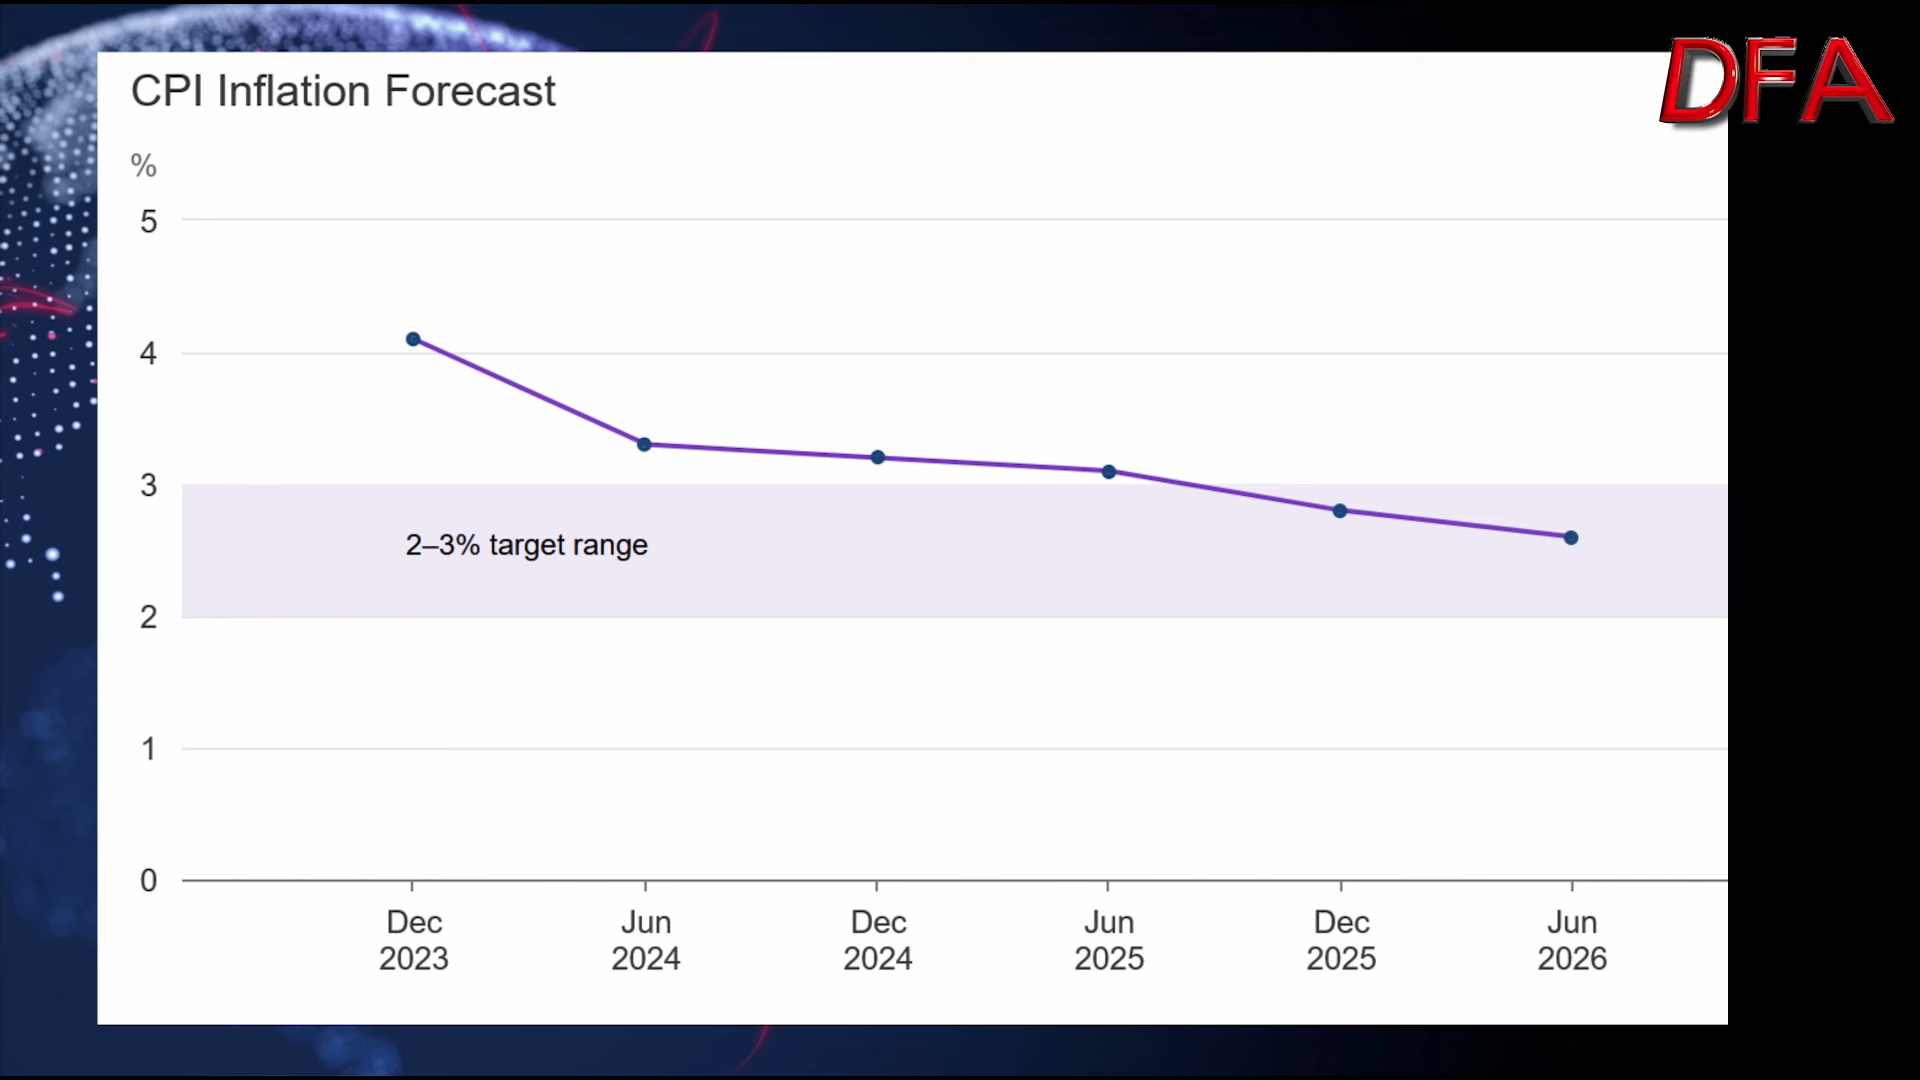 DFA
CPI Inflation Forecast
%
5
4
3
2–3% target range
2
1
0
Dec
2023
Jun
2024
Dec
2024
Jun
2025
Dec
2025
Jun
2026